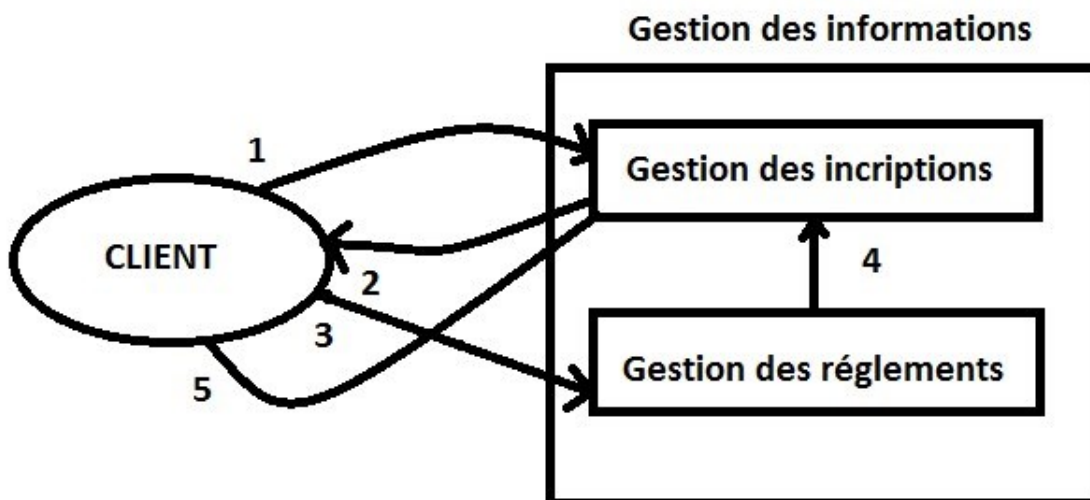 Gestion des informations
1
Gestion des incriptions
CLIENT
2
4
3
Gestion des réglements
5